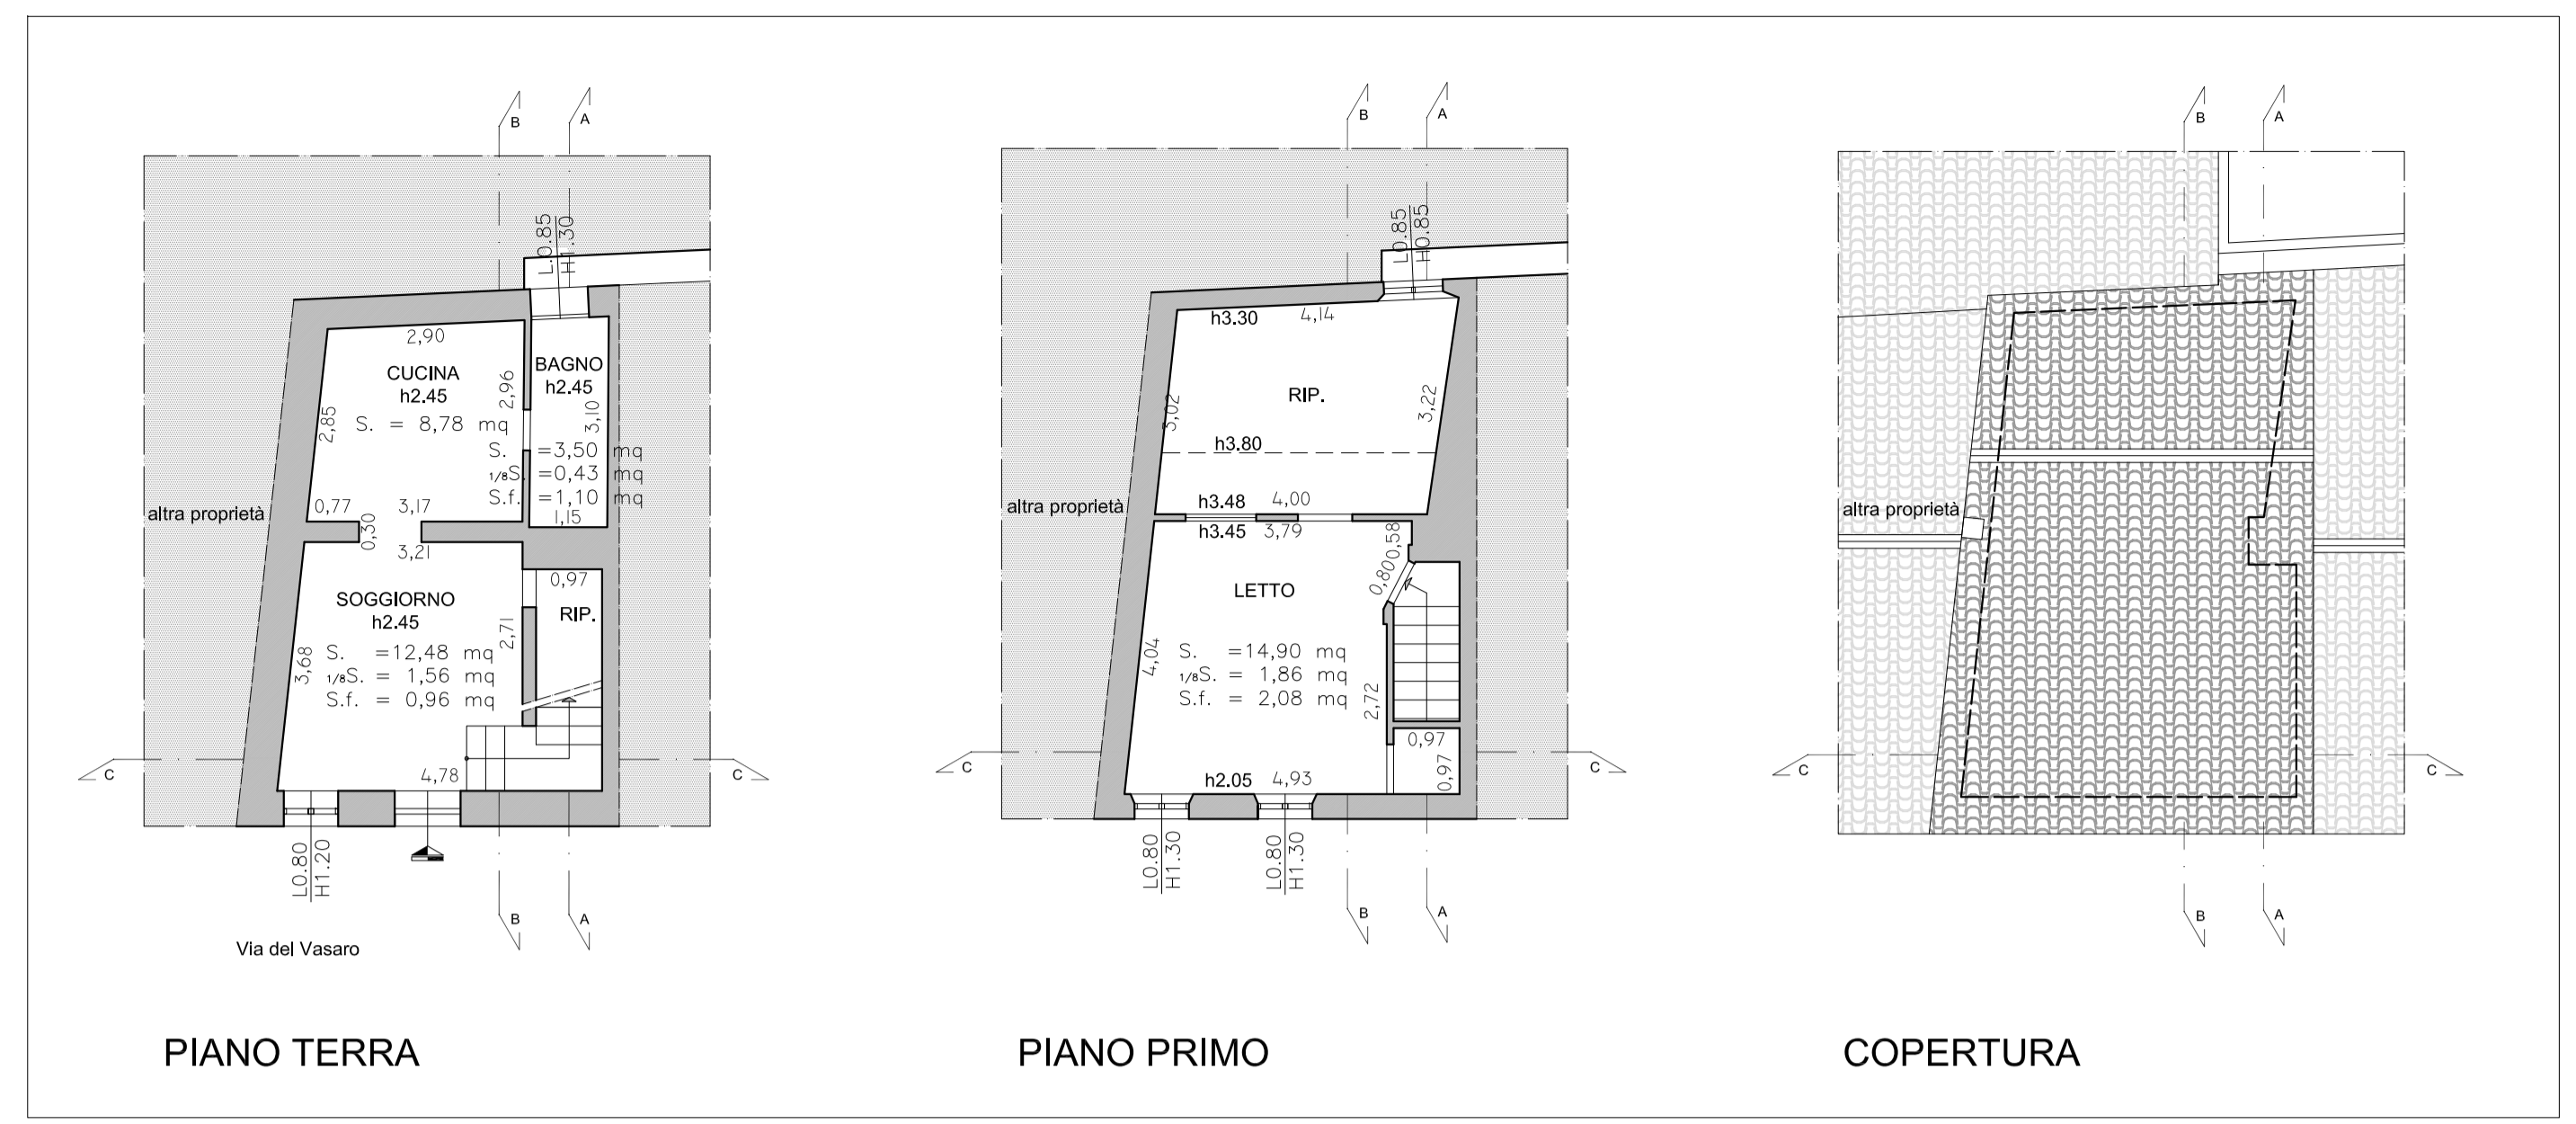 B
A
L.0.85
H1.30
2,90
CUCINA
h2.45
2,96
BAGNO
h2.45
2,85
S. = 8,78 mq
3,10
S. =3,50 mq
1/8S. =0,43 mq
S.f. =1,10 mq
0,77
3,17
1,15
altra proprietà
0,30
3,21
0,97
SOGGIORNO
h2.45
RIP.
2,71
3,68
S. =12,48 mq
1/8S. = 1,56 mq
S.f. = 0,96 mq
C
4,78
C
L0.80
H1.20
B
A
Via del Vasaro
PIANO TERRA
B
A
L0.85
H0.85
h3.30
4,14
3,02
RIP.
3,22
h3.80
altra proprietà
h3.48
4,00
h3.45
3,79
0,58
0,80
LETTO
4,04
S. =14,90 mq
1/8S. = 1,86 mq
S.f. = 2,08 mq
2,72
0,97
0,97
C
h2.05
4,93
C
L0.80
H1.30
L0.80
H1.30
B
A
PIANO PRIMO
B
A
altra proprietà
C
C
B
A
COPERTURA